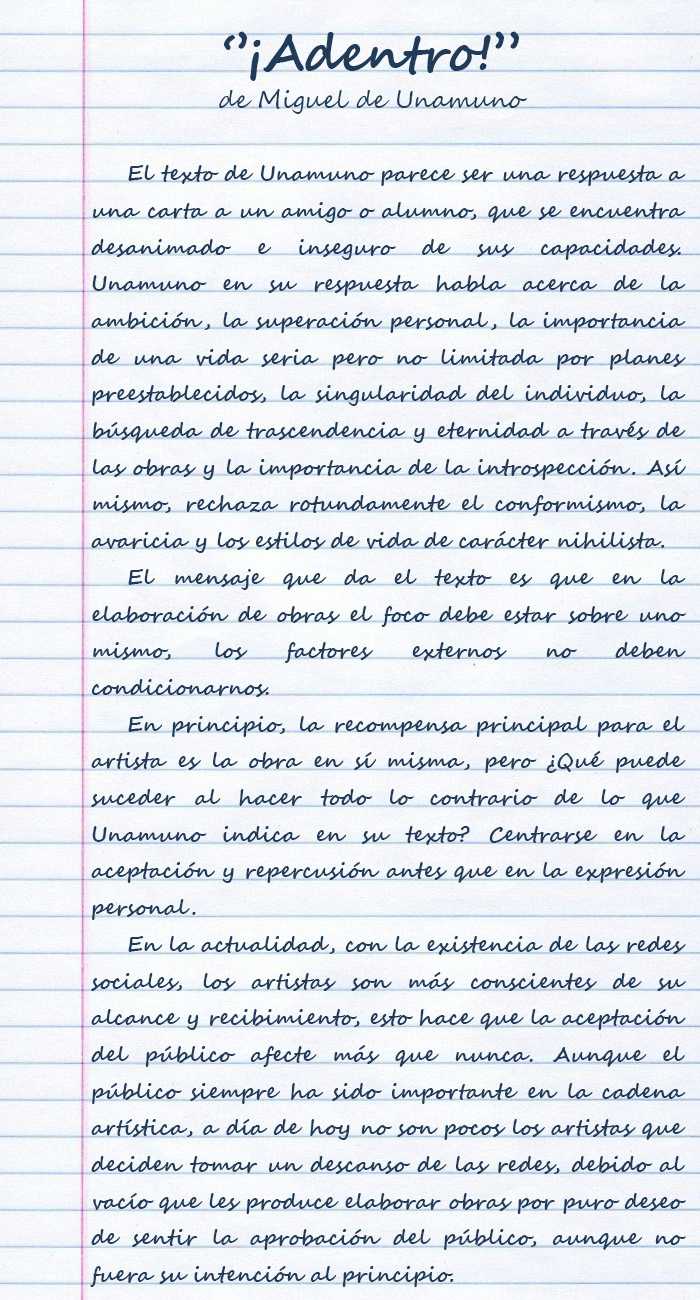 “¡Adentro!”
de Miguel de Unamuno
El texto de Unamuno parece ser una respuesta a
una carta a un amigo o alumno, que se encuentra
desanimado e inseguro de sus capacidades.
Unamuno en su respuesta habla acerca de la
ambición, la superación personal, la importancia
de una vida seria pero no limitada por planes
preestablecidos, la singularidad del individuo, la
búsqueda de trascendencia y eternidad a través de
las obras y la importancia de la introspección. Así
mismo, rechaza rotundamente el conformismo, la
avaricia y los estilos de vida de carácter nihilista.
El mensaje que da el texto es que en la
elaboración de obras el foco debe estar sobre uno
mismo, los factores externos no deben
condicionarnos.
En principio, la recompensa principal para el
artista es la obra en sí misma, pero ¿Qué puede
suceder al hacer todo lo contrario de lo que
Unamuno indica en su texto? Centrarse en la
aceptación y repercusión antes que en la expresión
personal.
En la actualidad, con la existencia de las redes
sociales, los artistas son más conscientes de su
alcance y recibimiento, esto hace que la aceptación
del público afecte más que nunca. Aunque el
público siempre ha sido importante en la cadena
artística, a día de hoy no son pocos los artistas que
deciden tomar un descanso de las redes, debido al
vacío que les produce elaborar obras por puro deseo
de sentir la aprobación del público, aunque no
fuera su intención al principio.